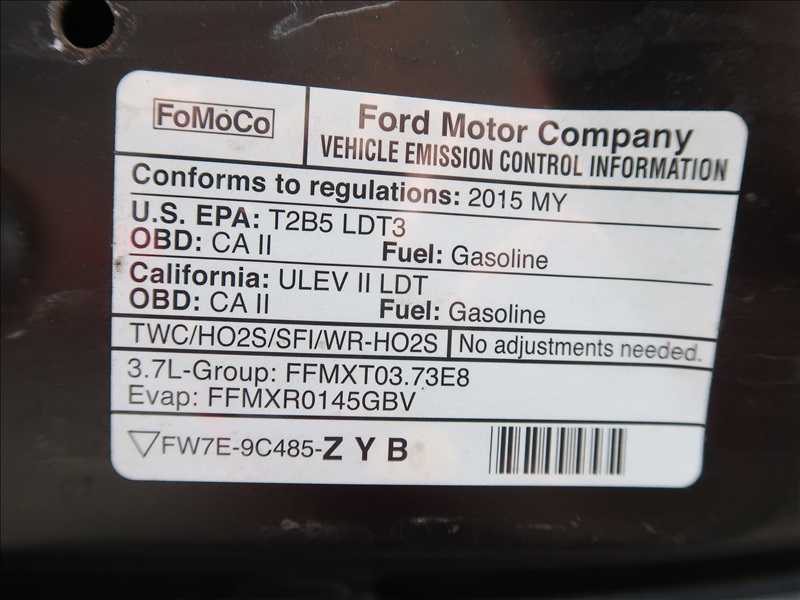 FoMoCo
Ford Motor Company
VEHICLE EMISSION CONTROL INFORMATION
Conforms to regulations: 2015 MY
U.S. EPA: T2B5 LDT3
OBD: CA II Fuel: Gasoline
California: ULEV II LDT
OBD: CA II Fuel: Gasoline
TWC/HO2S/SFI/WR-HO2S No adjustments needed.
3.7L-Group: FFMXT03.73E8
Evap: FFMXR0145GBV
FW7E-9C485-ZYB